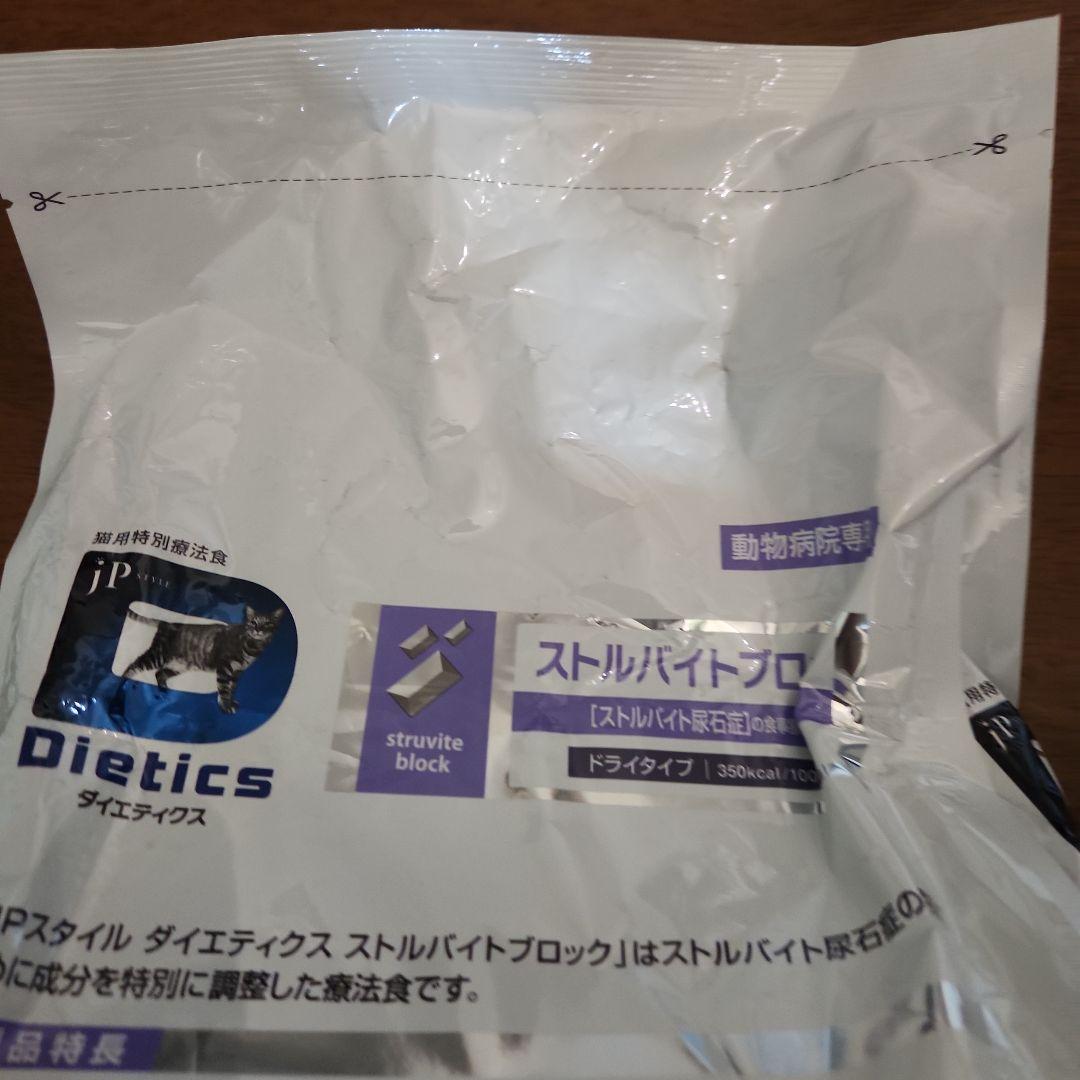 猫用特別療法食
jP STYLE
Dietics
ダイエティクス
動物病院専
struvite
block
ストルバイトブロ
[ストルバイト尿石症]の食事
ドライタイプ | 350kcal/100
用特
jP
Pスタイル ダイエティクス ストルバイトブロック」はストルバイト尿石症の
に成分を特別に調整した療法食です。
品特長